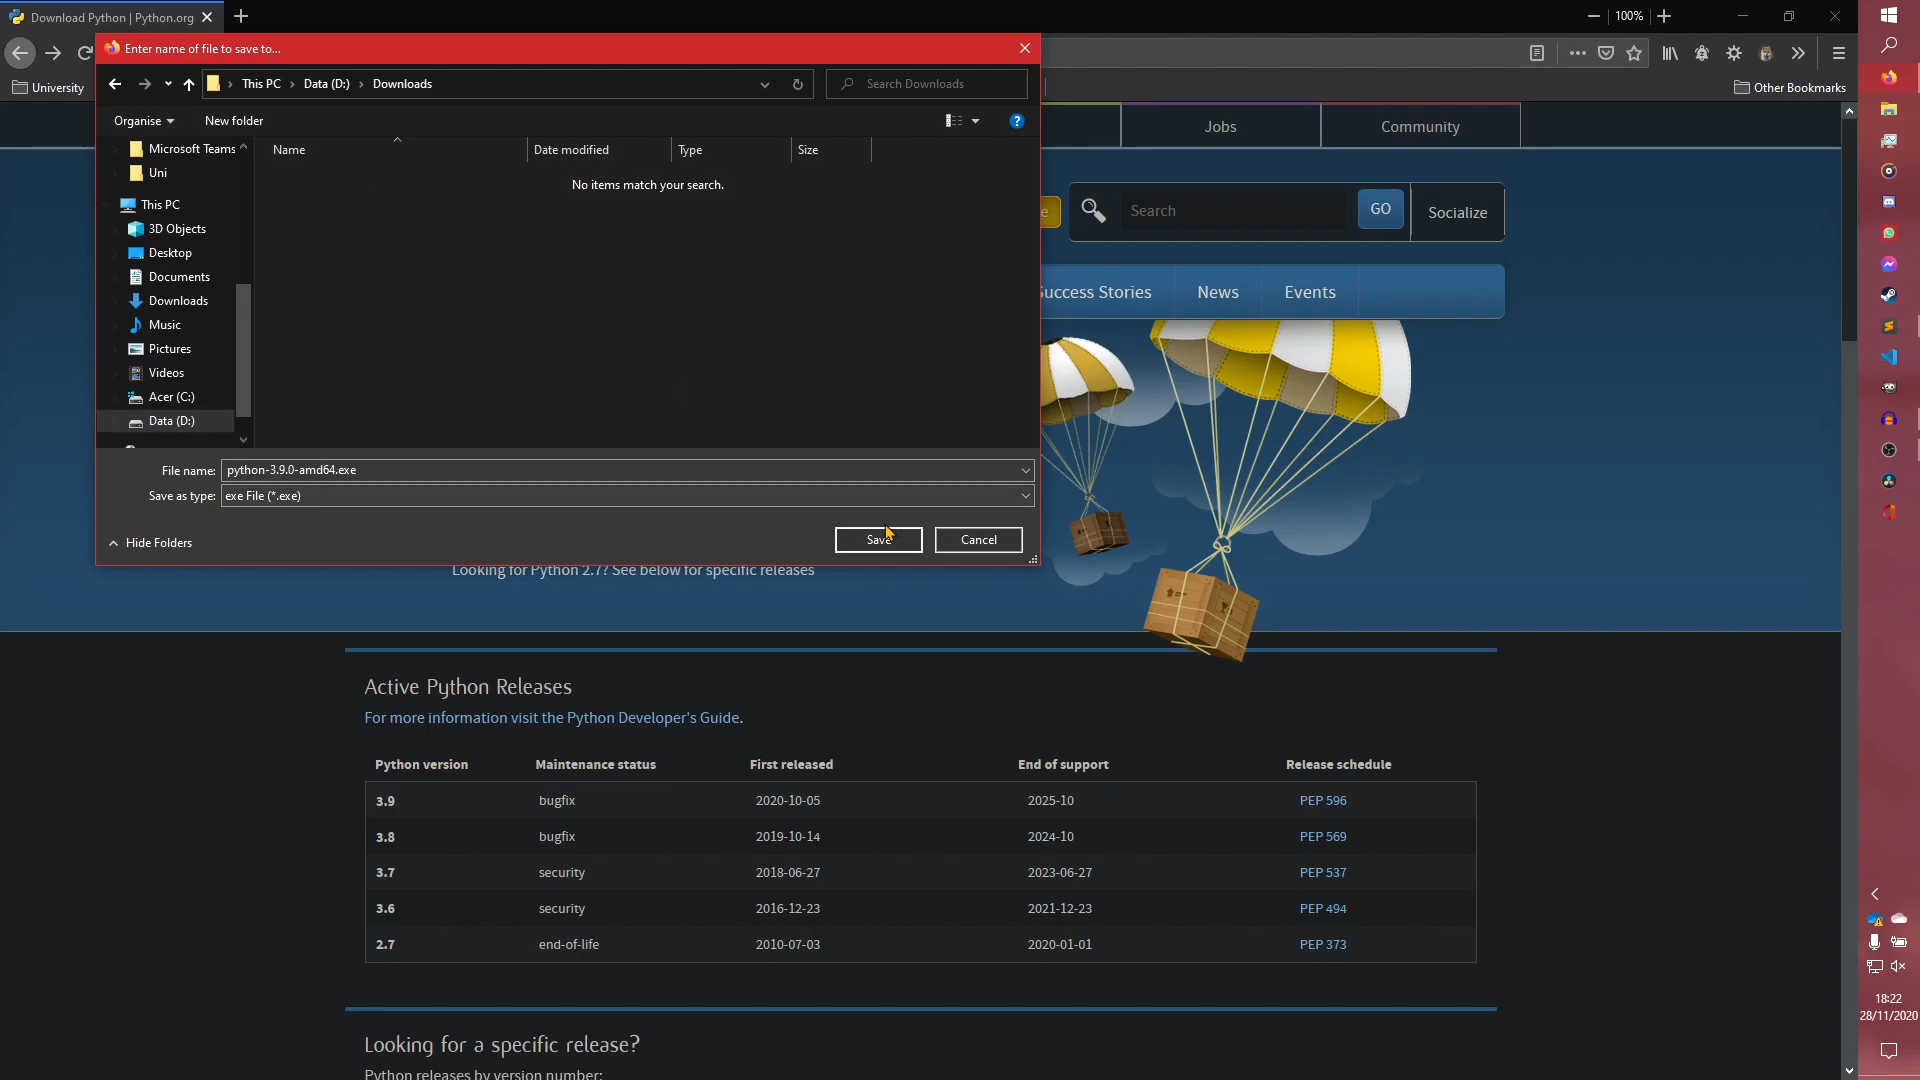 Download Python | Python.org
100%
Enter name of file to save to...
This PC
Data (D:)
Downloads
Search Downloads
University
Other Bookmarks
Organise
New folder
Jobs
Community
Microsoft Teams
Name
Date modified
Type
Size
Uni
No items match your search.
This PC
3D Objects
Search
GO
Socialize
Desktop
Documents
Downloads
Success Stories
News
Events
Music
Pictures
Videos
Acer (C:)
Data (D:)
File name:
python-3.9.0-amd64.exe
Save as type:
exe File (*.exe)
Hide Folders
Save
Cancel
Looking for Python 2.7? See below for specific releases
Active Python Releases
For more information visit the Python Developer's Guide.
Python version
Maintenance status
First released
End of support
Release schedule
3.9
bugfix
2020-10-05
2025-10
PEP 596
3.8
bugfix
2019-10-14
2024-10
PEP 569
3.7
security
2018-06-27
2023-06-27
PEP 537
3.6
security
2016-12-23
2021-12-23
PEP 494
2.7
end-of-life
2010-07-03
2020-01-01
PEP 373
18:22
28/11/2020
Looking for a specific release?
Python releases by version number: